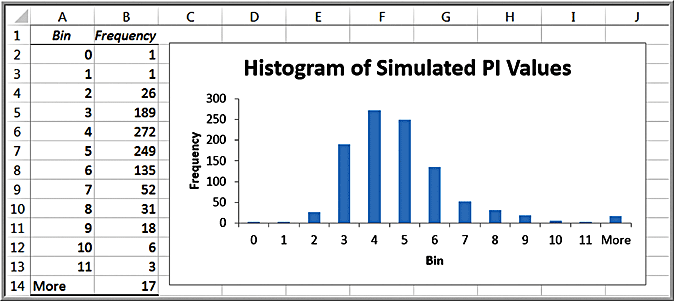 A B C D E F G H I J
1 Bin Frequency
2 0 1
3 1 1
4 2 26
5 3 189
6 4 272
7 5 249
8 6 135
9 7 52
10 8 31
11 9 18
12 10 6
13 11 3
14 More 17
Histogram of Simulated PI Values
Frequency
300
250
200
150
100
50
0
0 1 2 3 4 5 6 7 8 9 10 11 More
Bin